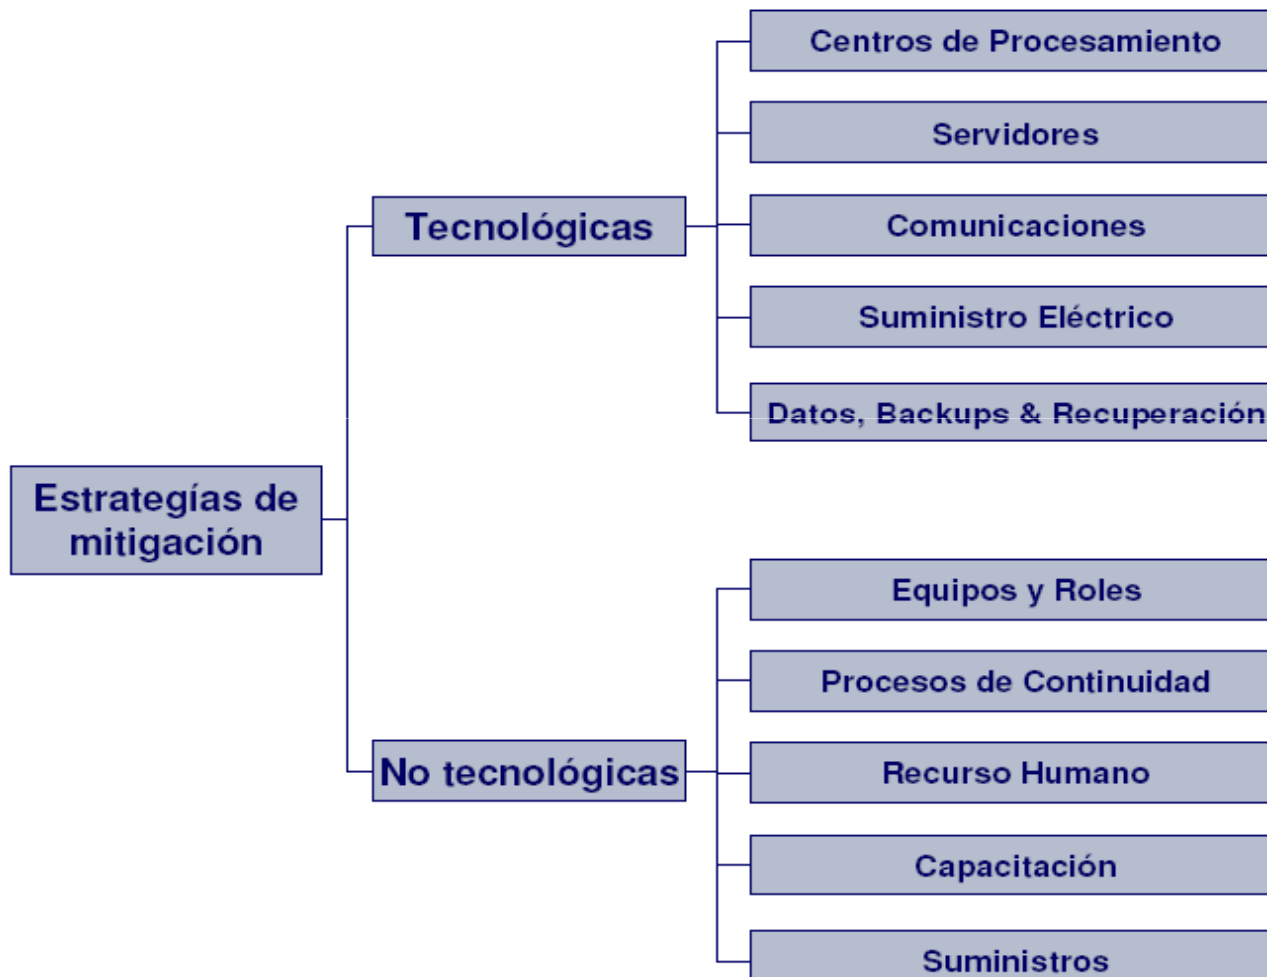 Centros de Procesamiento
Servidores
Tecnológicas
Comunicaciones
Suministro Eléctrico
Datos, Backups & Recuperación
Estrategías de
mitigación
Equipos y Roles
Procesos de Continuidad
No tecnológicas
Recurso Humano
Capacitación
Suministros